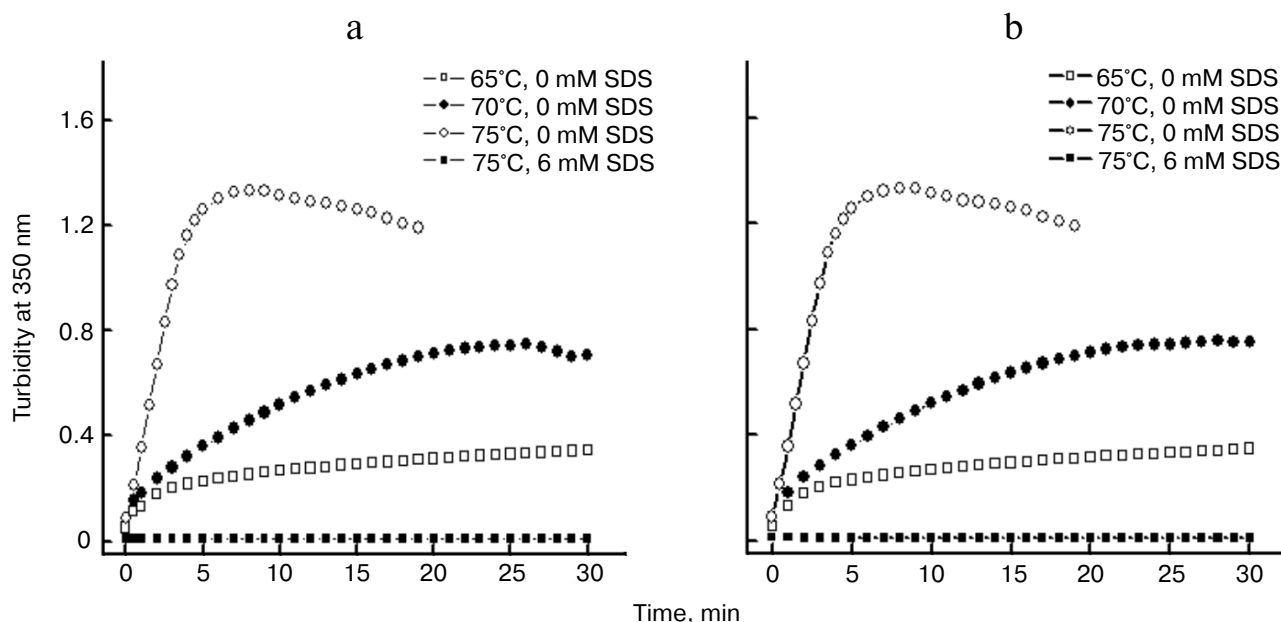 a
65°C, 0 mM SDS
70°C, 0 mM SDS
75°C, 0 mM SDS
75°C, 6 mM SDS
1.6
1.2
0.8
0.4
0
Turbidity at 350 nm
0 5 10 15 20 25 30
b
65°C, 0 mM SDS
70°C, 0 mM SDS
75°C, 0 mM SDS
75°C, 6 mM SDS
0 5 10 15 20 25 30
Time, min